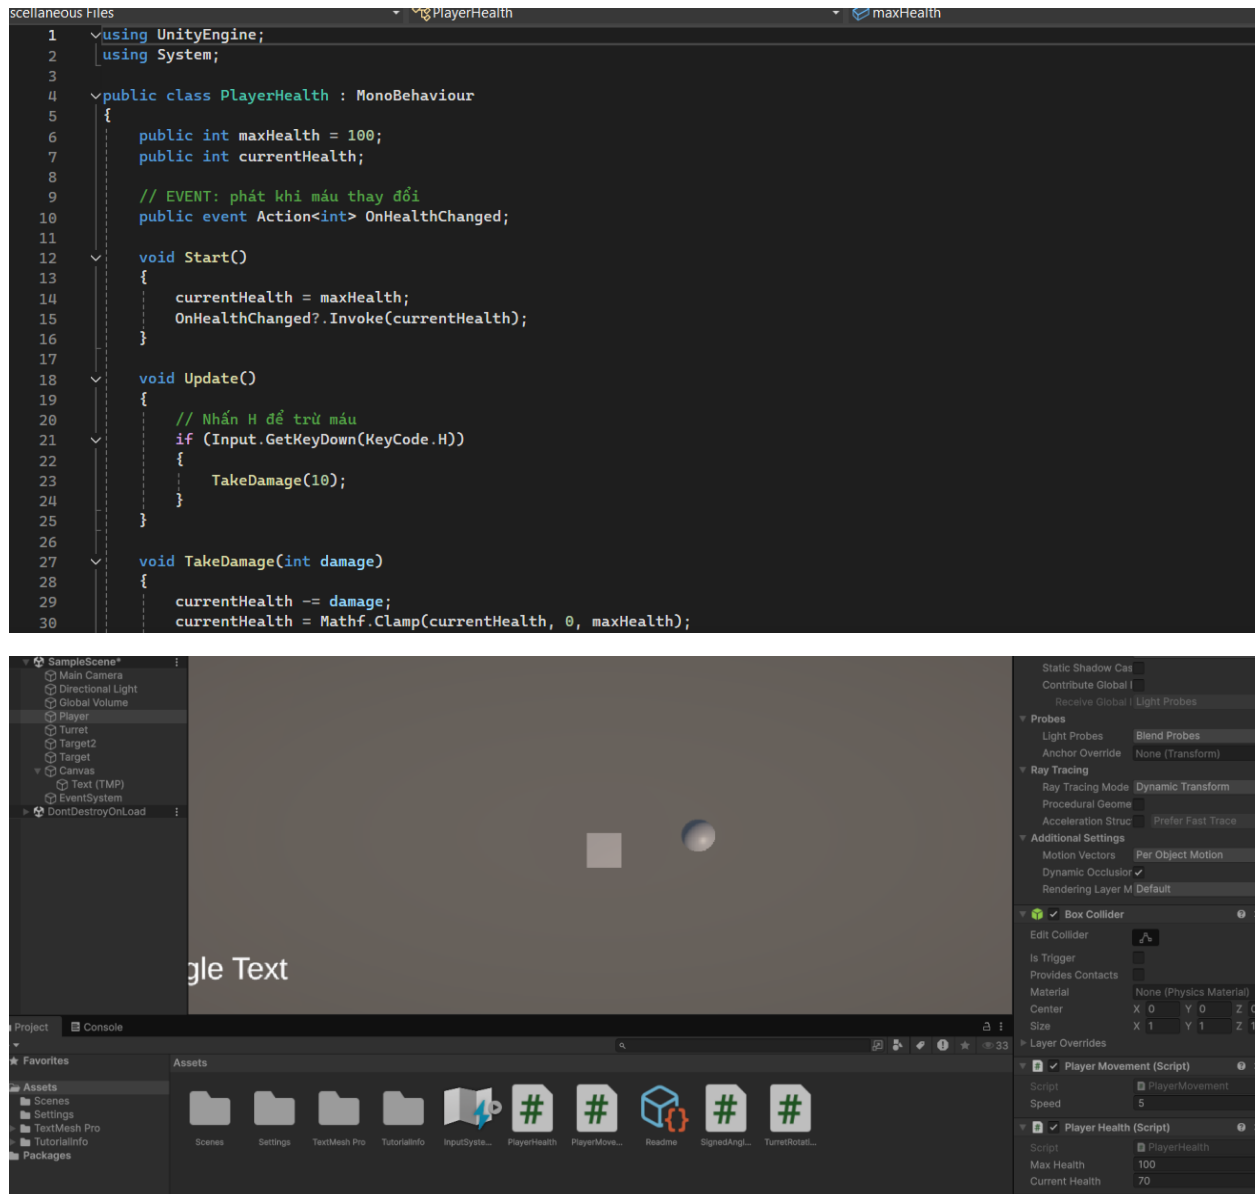 scellaneous Files PlayerHealth maxHealth
1 using UnityEngine;
2 using System;
3
4 public class PlayerHealth : MonoBehaviour
5 {
6 public int maxHealth = 100;
7 public int currentHealth;
8
9 // EVENT: phát khi máu thay đổi
10 public event Action<int> OnHealthChanged;
11
12 void Start()
13 {
14 currentHealth = maxHealth;
15 OnHealthChanged?.Invoke(currentHealth);
16 }
17
18 void Update()
19 {
20 // Nhấn H để trừ máu
21 if (Input.GetKeyDown(KeyCode.H))
22 {
23 TakeDamage(10);
24 }
25 }
26
27 void TakeDamage(int damage)
28 {
29 currentHealth -= damage;
30 currentHealth = Mathf.Clamp(currentHealth, 0, maxHealth);
SampleScene*
Main Camera
Directional Light
Global Volume
Player
Turret
Target2
Target
Canvas
Text (TMP)
EventSystem
DontDestroyOnLoad
gle Text
Static Shadow Cas
Contribute Global I
Receive Global I Light Probes
Probes
Light Probes Blend Probes
Anchor Override None (Transform)
Ray Tracing
Ray Tracing Mode Dynamic Transform
Procedural Geome
Acceleration Struc Prefer Fast Trace
Additional Settings
Motion Vectors Per Object Motion
Dynamic Occlusior
Rendering Layer M Default
Box Collider
Edit Collider
Is Trigger
Provides Contacts
Material None (Physics Material)
Center X 0 Y 0 Z 0
Size X 1 Y 1 Z 1
Layer Overrides
Player Movement (Script)
Script PlayerMovement
Speed 5
Player Health (Script)
Script PlayerHealth
Max Health 100
Current Health 70
Project Console
33
Favorites
Assets
Scenes
Settings
TextMesh Pro
TutorialInfo
Packages
Assets
Scenes Settings TextMesh Pro TutorialInfo InputSyste... PlayerHealth PlayerMove... Readme SignedAngl... TurretRotati...